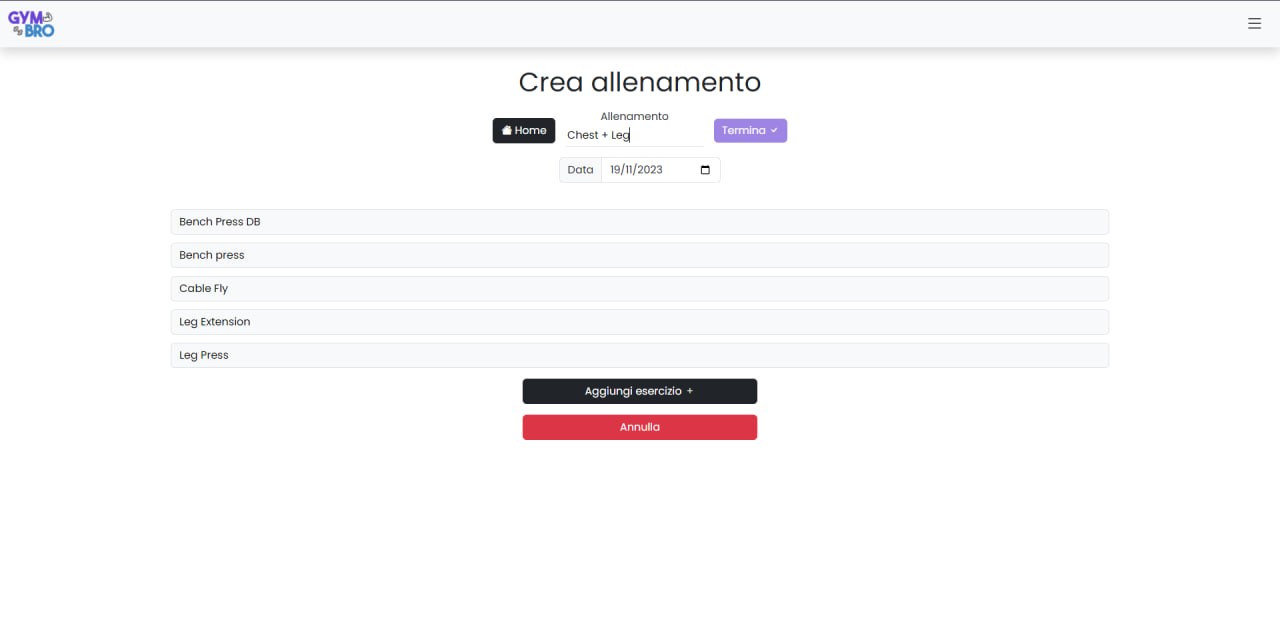 GYM
BRO
Crea allenamento
Home
Allenamento
Chest + Leg
Termina
Data 19/11/2023
Bench Press DB
Bench press
Cable Fly
Leg Extension
Leg Press
Aggiungi esercizio +
Annulla